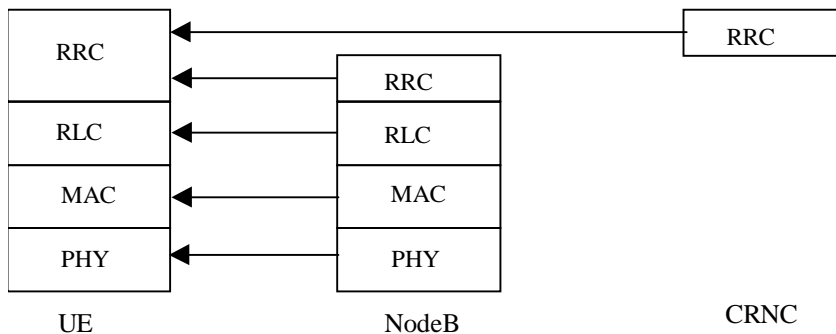 RRC
RRC
RRC
RLC
RLC
MAC
MAC
PHY
PHY
UE
NodeB
CRNC